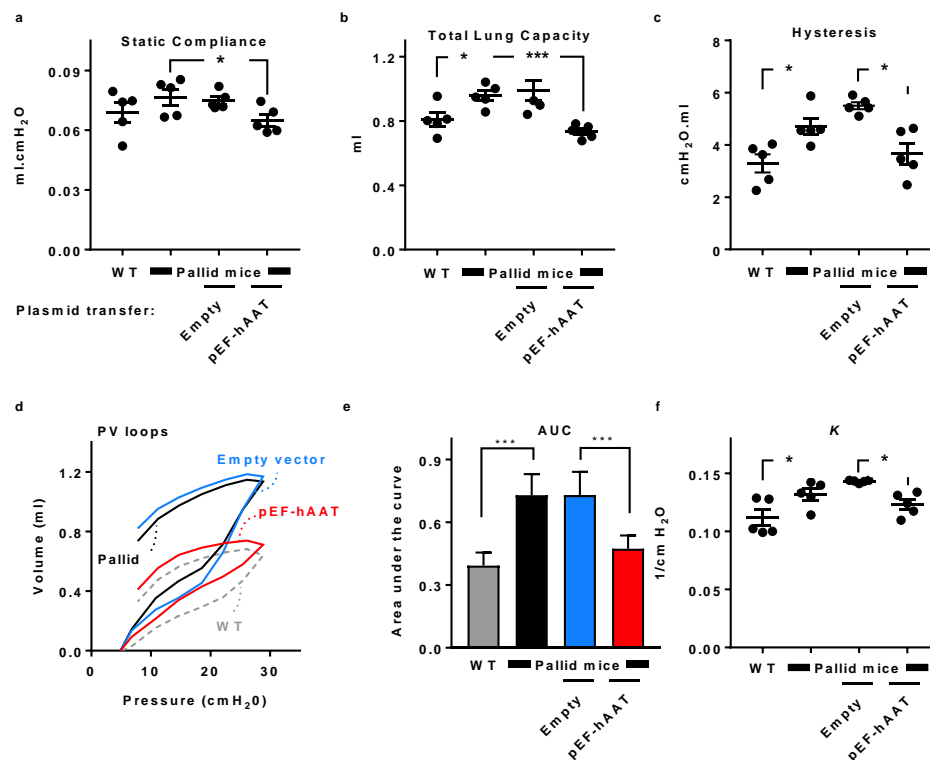 a
Static Compliance
*
ml.cmH2O
0.09
0.06
0.03
0.00
WT
Pallid mice
Plasmid transfer:
Empty
pEF-hAAT
b
Total Lung Capacity
*
***
ml
1.2
0.8
0.4
0
WT
Pallid mice
Empty
pEF-hAAT
c
Hysteresis
*
*
cmH2O.ml
8
6
4
2
0
WT
Pallid mice
Empty
pEF-hAAT
d
PV loops
Empty vector
pEF-hAAT
Pallid
WT
Volume (ml)
1.2
0.8
0.4
0.0
0
10
20
30
Pressure (cmH20)
e
AUC
***
***
Area under the curve
0.9
0.6
0.3
0.0
WT
Pallid mice
Empty
pEF-hAAT
f
K
*
*
1/cm H2O
0.15
0.10
0.05
0.00
WT
Pallid mice
Empty
pEF-hAAT